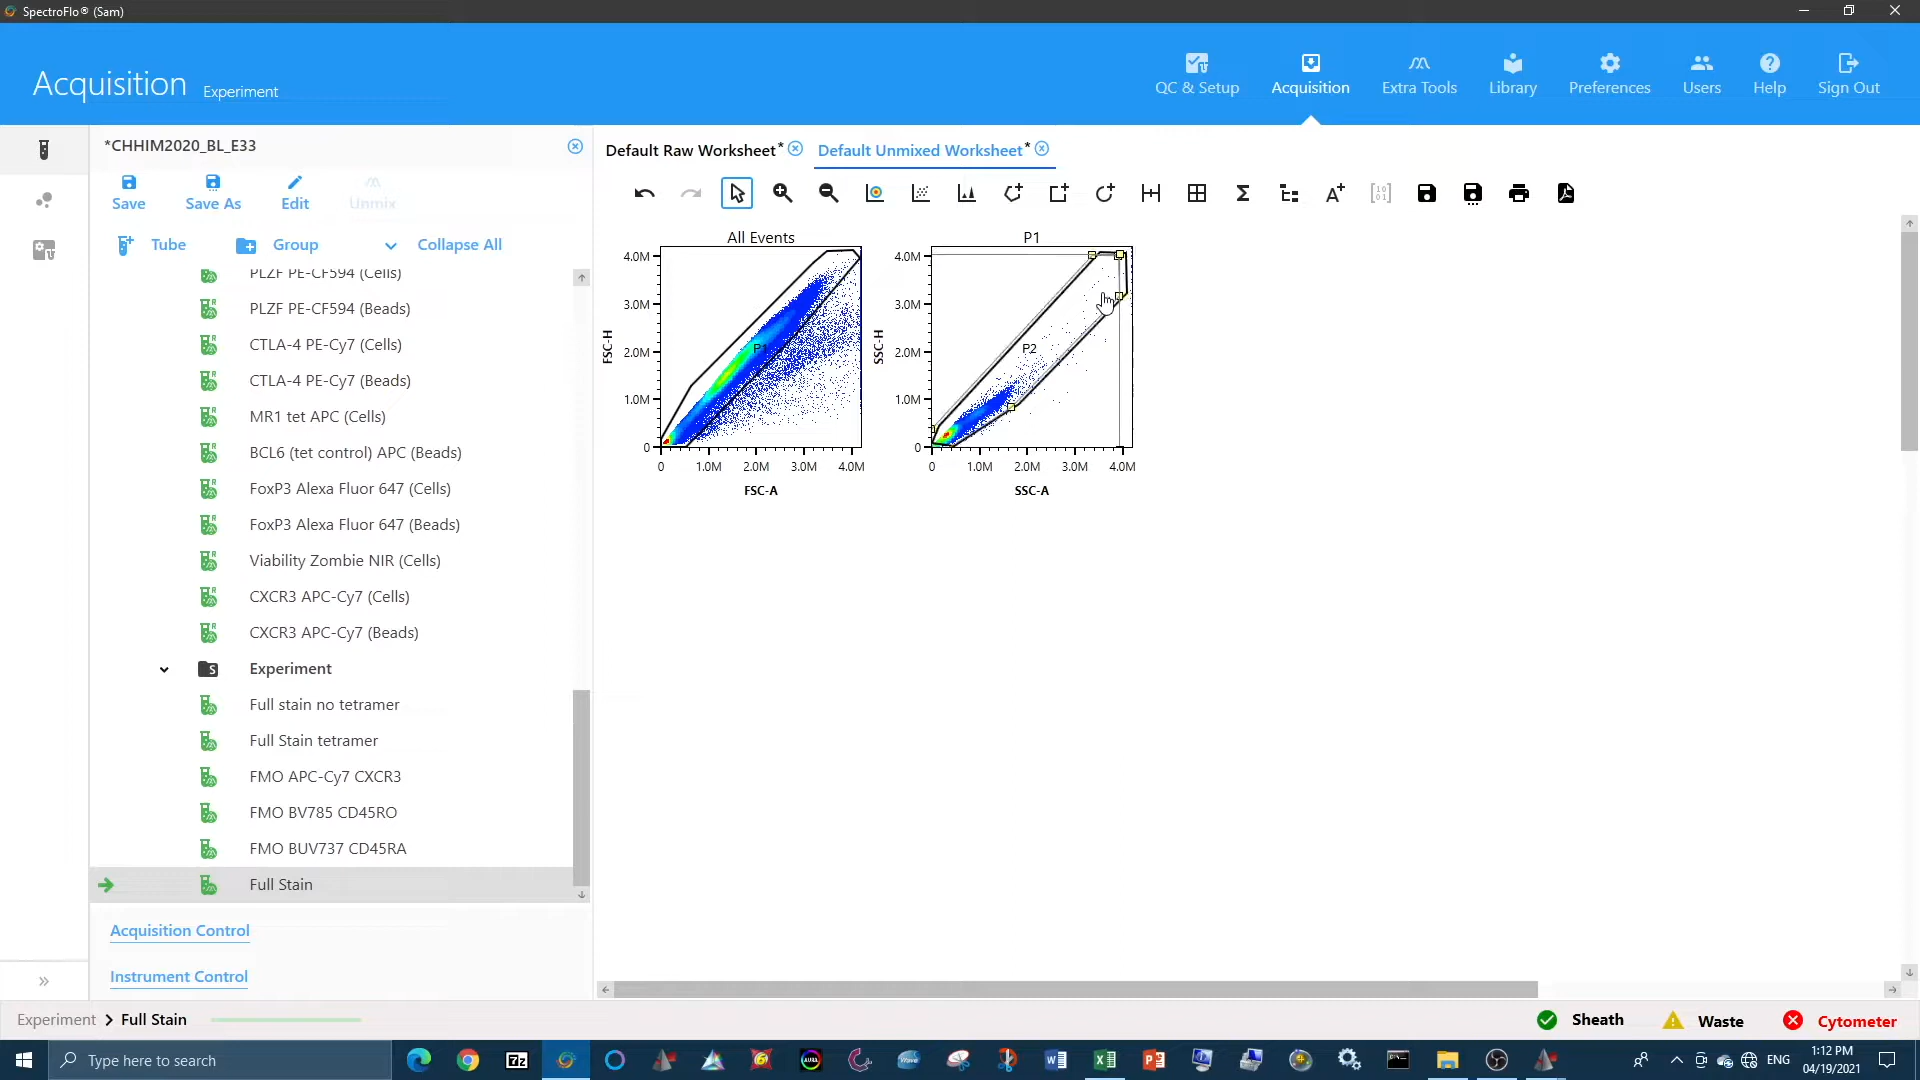 SpectroFlo® (Sam)
Acquisition Experiment
QC & Setup
Acquisition
Extra Tools
Library
Preferences
Users
Help
Sign Out
*CHHIM2020_BL_E33
Save
Save As
Edit
Unmix
Tube
Group
Collapse All
PLZF PE-CF594 (Cells)
PLZF PE-CF594 (Beads)
CTLA-4 PE-Cy7 (Cells)
CTLA-4 PE-Cy7 (Beads)
MR1 tet APC (Cells)
BCL6 (tet control) APC (Beads)
FoxP3 Alexa Fluor 647 (Cells)
FoxP3 Alexa Fluor 647 (Beads)
Viability Zombie NIR (Cells)
CXCR3 APC-Cy7 (Cells)
CXCR3 APC-Cy7 (Beads)
Experiment
Full stain no tetramer
Full Stain tetramer
FMO APC-Cy7 CXCR3
FMO BV785 CD45RO
FMO BUV737 CD45RA
Full Stain
Acquisition Control
Instrument Control
Default Raw Worksheet*
Default Unmixed Worksheet*
All Events
4.0M
3.0M
2.0M
1.0M
0
FSC-H
P1
0 1.0M 2.0M 3.0M 4.0M
FSC-A
P1
4.0M
3.0M
2.0M
1.0M
0
SSC-H
P2
0 1.0M 2.0M 3.0M 4.0M
SSC-A
Experiment > Full Stain
Sheath
Waste
Cytometer
Type here to search
ENG
1:12 PM
04/19/2021